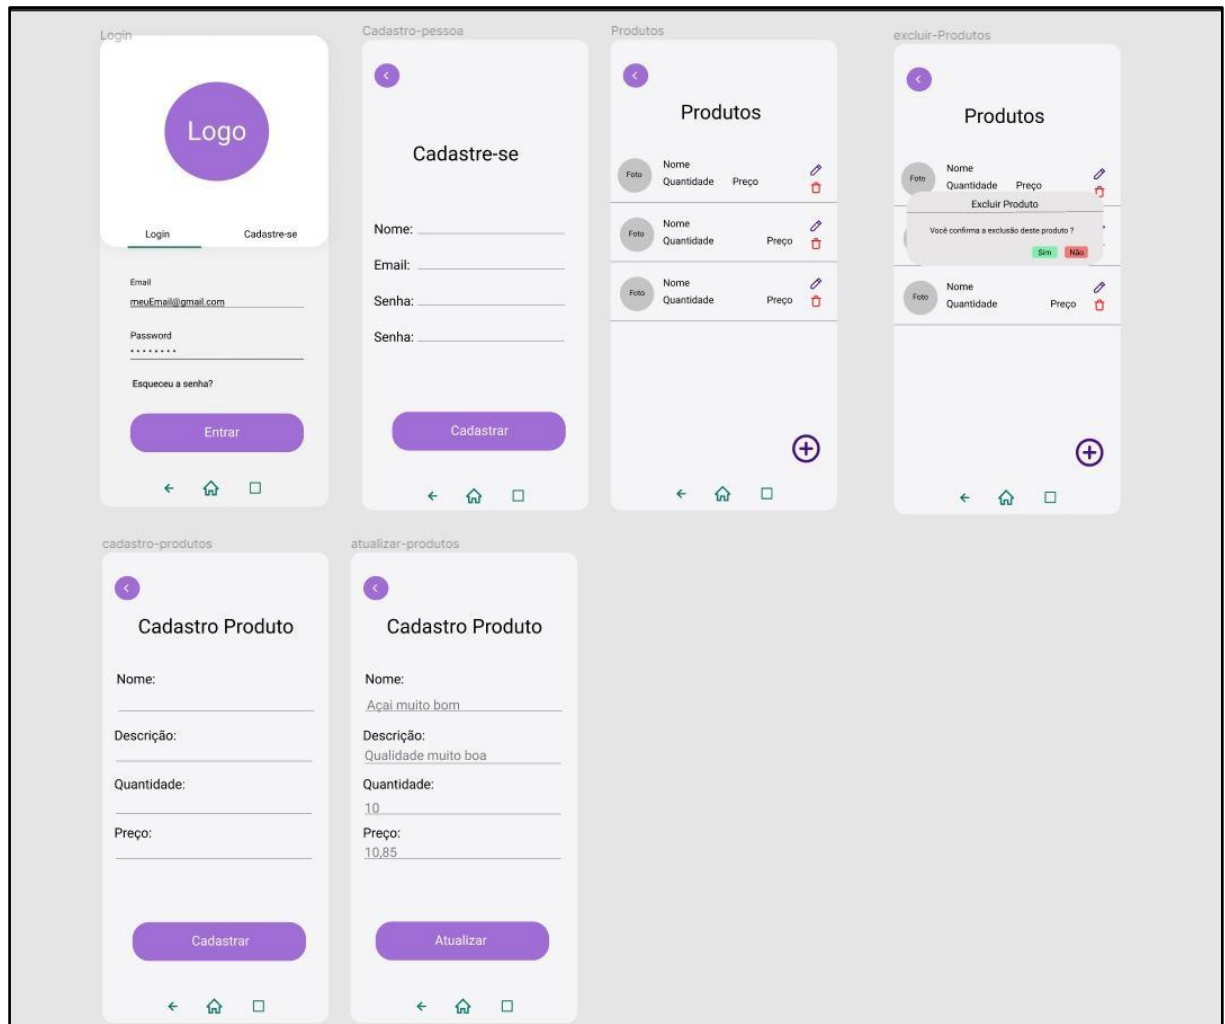 Login
Logo
Login Cadastre-se
Email
meuEmail@gmail.com
Password
Esqueceu a senha?
Entrar
Cadastro-pessoa
Cadastre-se
Nome:
Email:
Senha:
Senha:
Cadastrar
Produtos
Produtos
Foto
Nome
Quantidade Preço
Foto
Nome
Quantidade Preço
Foto
Nome
Quantidade Preço
excluir-Produtos
Produtos
Foto
Nome
Quantidade Preço
Excluir Produto
Você confirma a exclusão deste produto ?
Sim Não
Foto
Nome
Quantidade Preço
cadastro-produtos
Cadastro Produto
Nome:
Descrição:
Quantidade:
Preço:
Cadastrar
atualizar-produtos
Cadastro Produto
Nome:
Açai muito bom
Descrição:
Qualidade muito boa
Quantidade:
10
Preço:
10,85
Atualizar